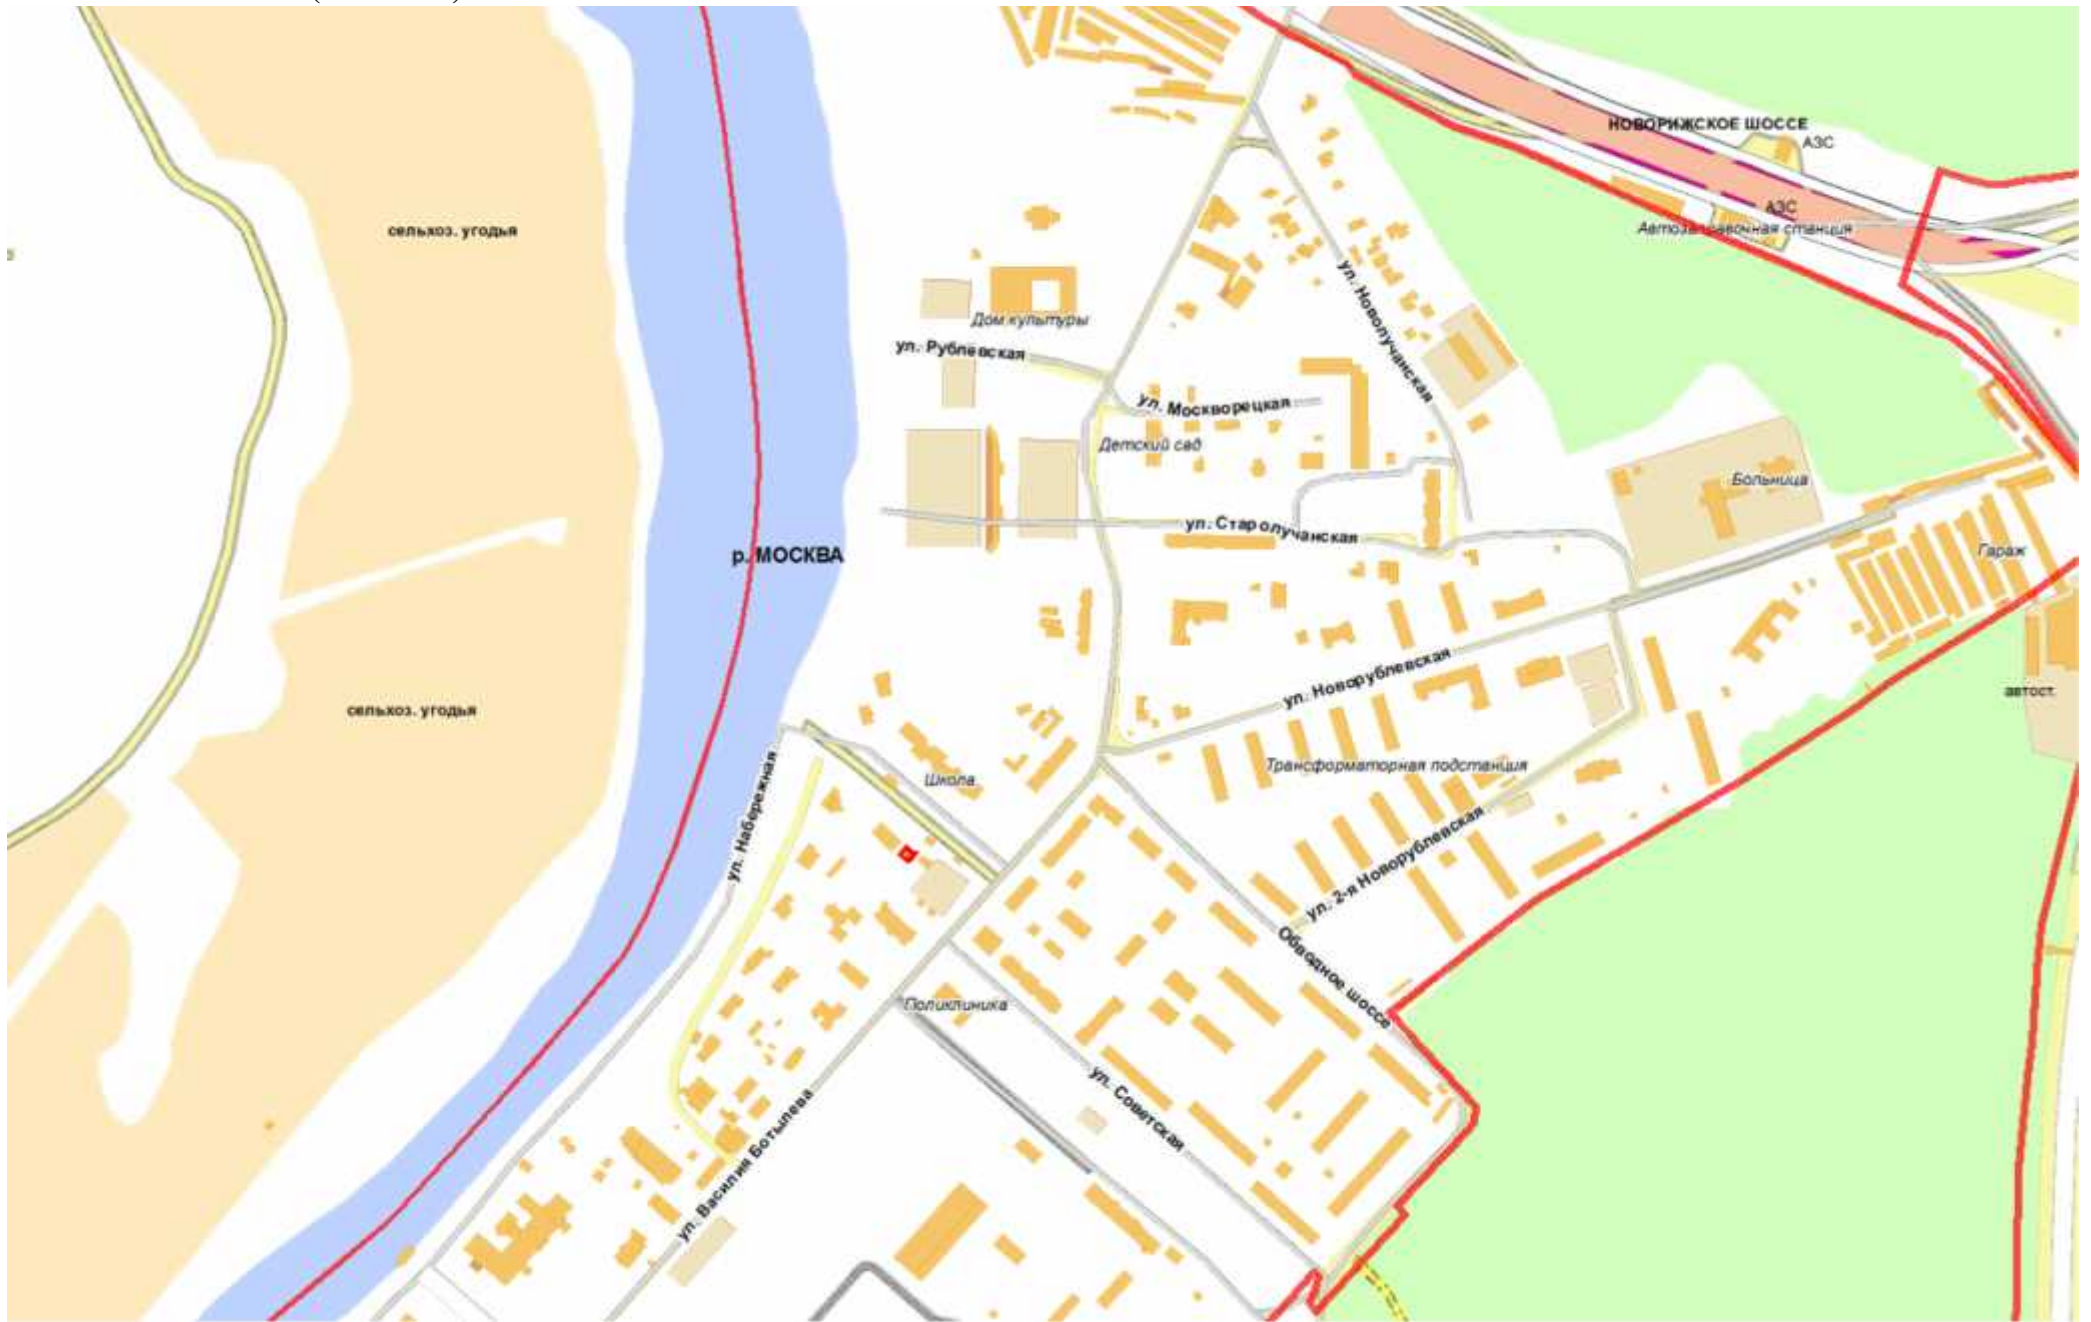 НОВОРИЖСКОЕ ШОССЕ
АЗС
АЗС
Автозаправочная станция
сельхоз. угодья
ул. Новолучанская
Дом культуры
ул. Рублевская
ул. Москворецкая
Детский сад
Больница
ул. Старолучанская
р. МОСКВА
Гараж
ул. Новорублевская
автост.
сельхоз. угодья
Трансформаторная подстанция
Школа
ул. Набережная
ул. 2-я Новорублевская
Обводное шоссе
Поликлиника
ул. Советская
ул. Василия Ботылева